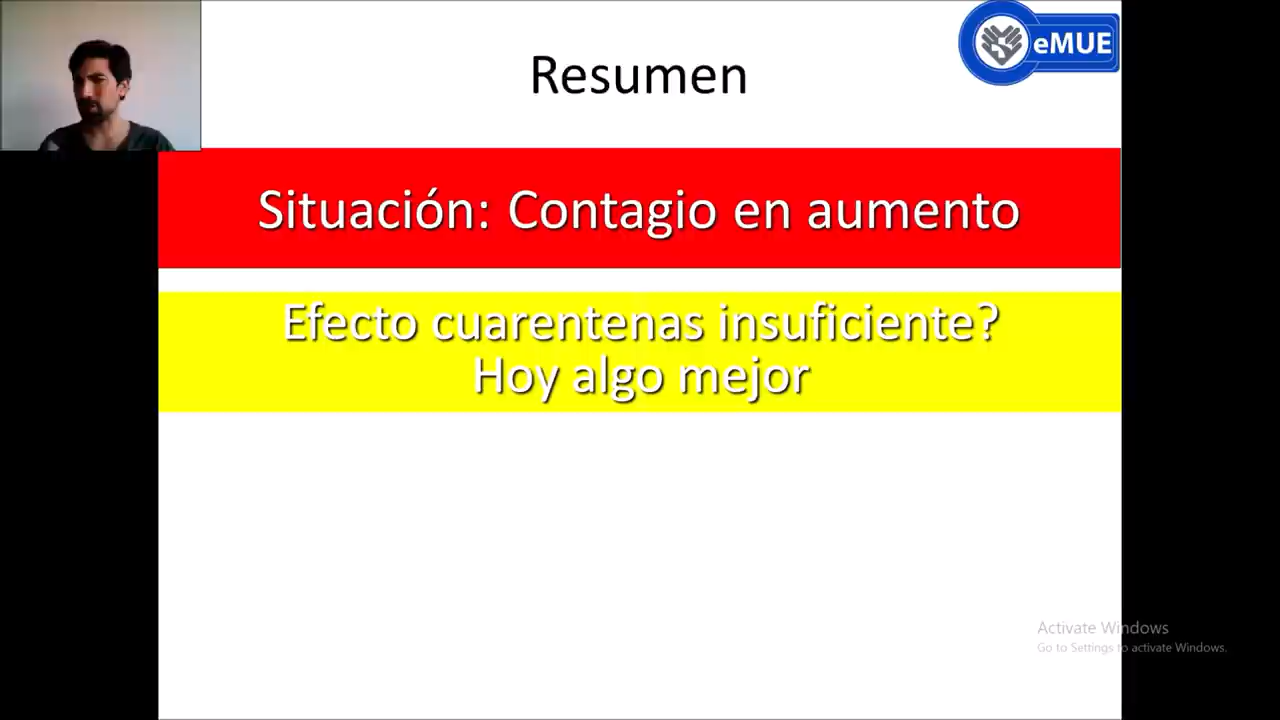 Resumen
eMUE
Situación: Contagio en aumento
Efecto cuarentenas insuficiente?
Hoy algo mejor
Activate Windows
Go to Settings to activate Windows.